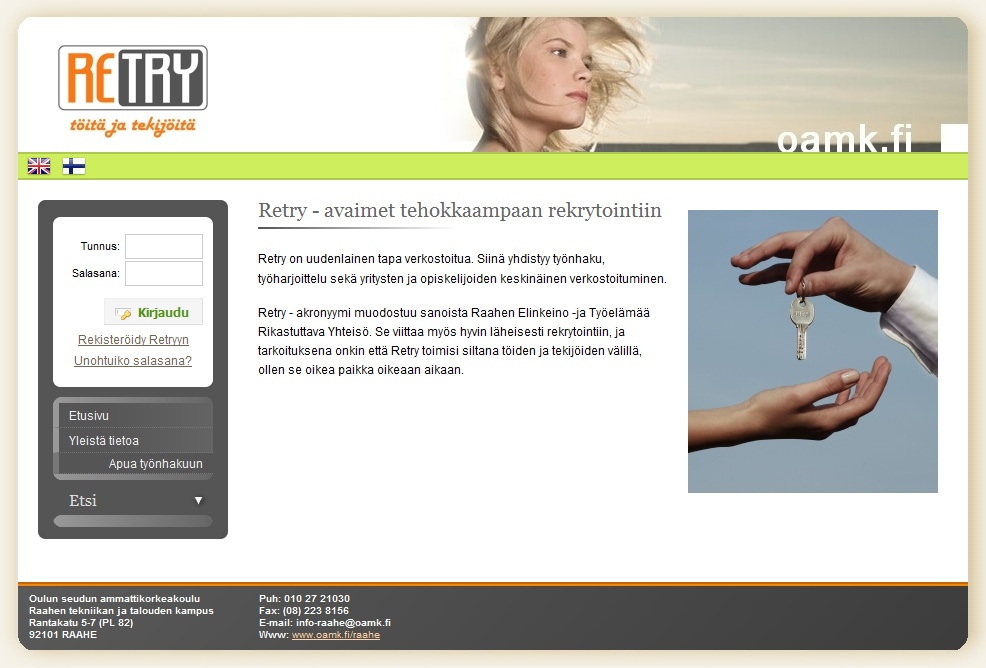 RETRY
töitä ja tekijöitä
oamk.fi
Tunnus:
Salasana:
Kirjaudu
Rekisteröidy Retryyn
Unohtuiko salasana?
Etusivu
Yleistä tietoa
Apua työnhakuun
Etsi
Retry - avaimet tehokkaampaan rekrytointiin
Retry on uudenlainen tapa verkostoitua. Siinä yhdistyy työnhaku,
työharjoittelu sekä yritysten ja opiskelijoiden keskinäinen verkostoituminen.
Retry - akronyymi muodostuu sanoista Raahen Elinkeino -ja Työelämää
Rikastuttava Yhteisö. Se viittaa myös hyvin läheisesti rekrytointiin, ja
tarkoituksena onkin että Retry toimisi siltana töiden ja tekijöiden välillä,
ollen se oikea paikka oikeaan aikaan.
Oulun seudun ammattikorkeakoulu
Raahen tekniikan ja talouden kampus
Rantakatu 5-7 (PL 82)
92101 RAAHE
Puh: 010 27 21030
Fax: (08) 223 8156
E-mail: info-raahe@oamk.fi
Www: www.oamk.fi/raahe